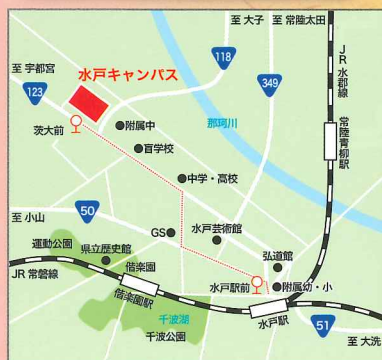 至 大子
至 常陸太田
至 宇都宮
水戸キャンパス
118
JR 水郡線
349
123
茨大前
附属中
那珂川
盲学校
常陸青柳駅
中学・高校
至 小山
50
水戸芸術館
運動公園
県立歴史館
GS
弘道館
偕楽園
JR 常磐線
水戸駅前
附属幼・小
偕楽園駅
千波湖
水戸駅
51
千波公園
至 大洗